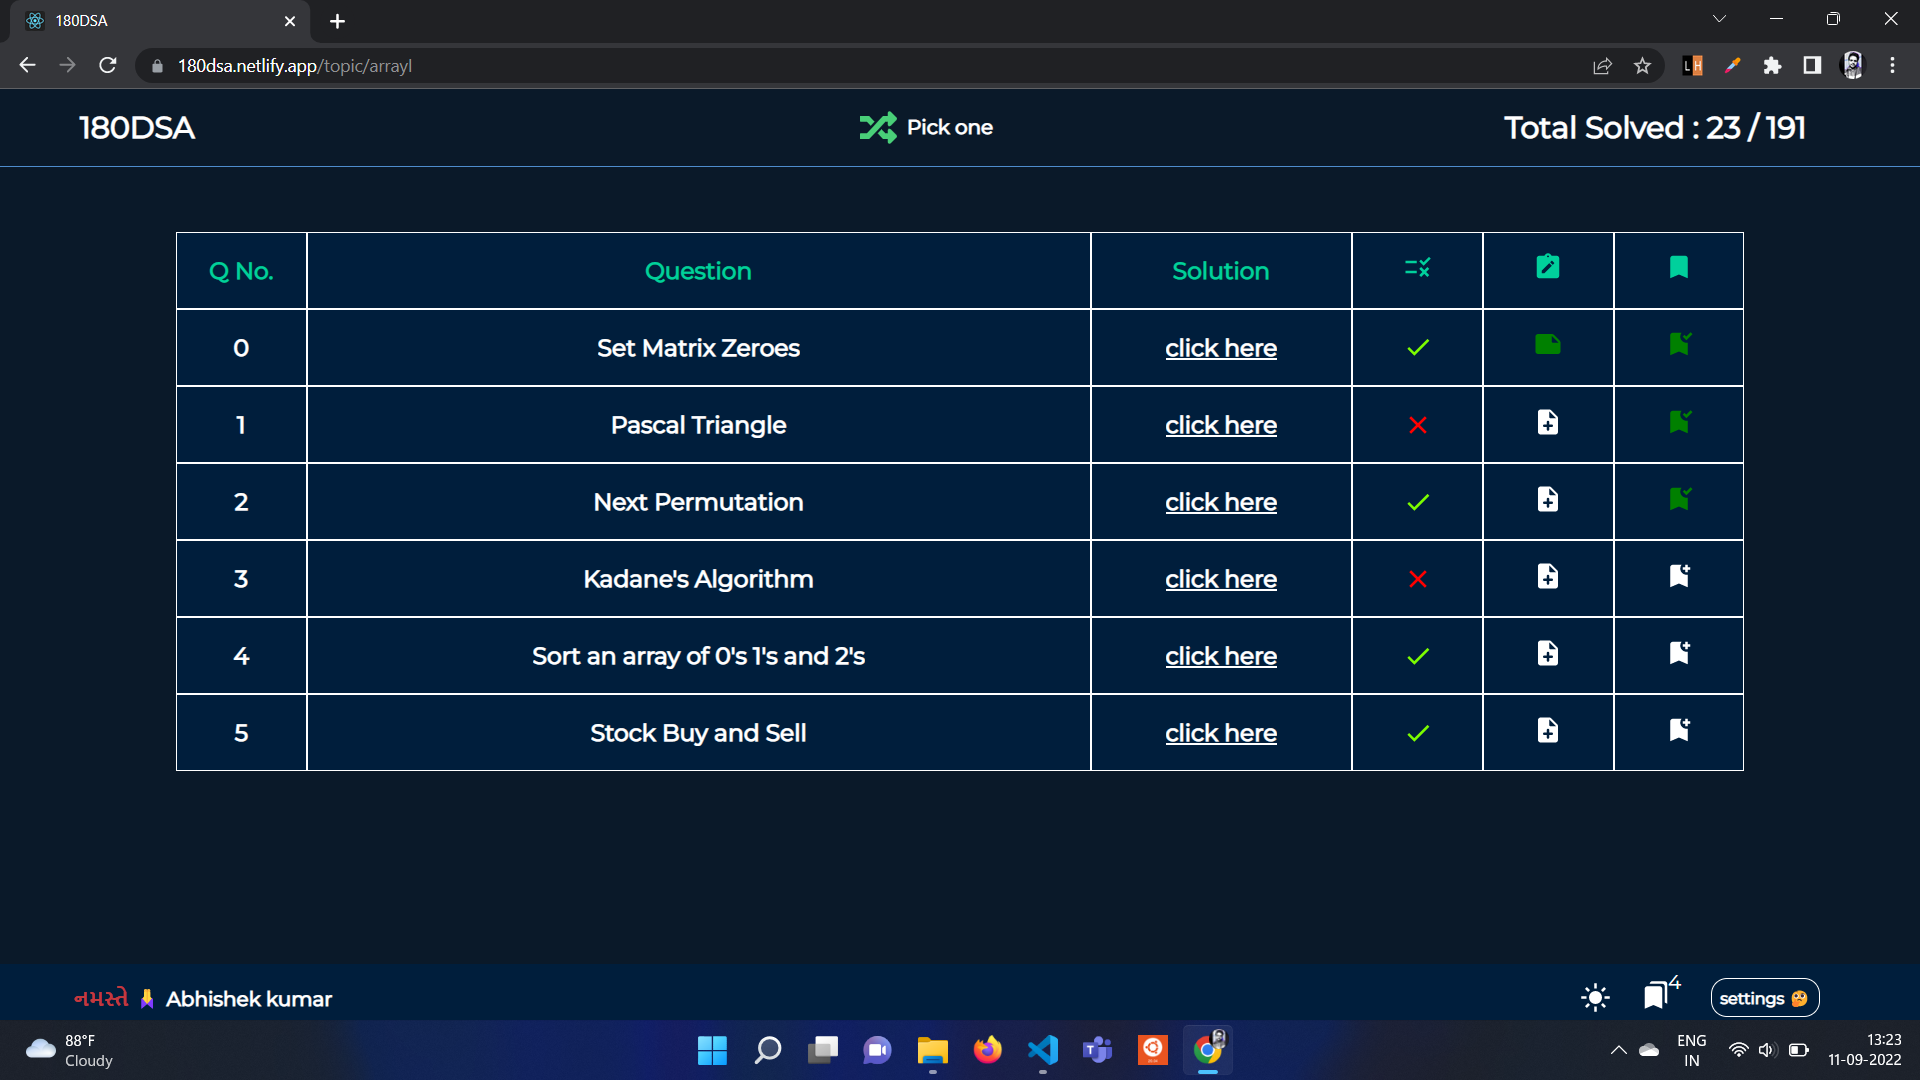 180DSA
180dsa.netlify.app/topic/arrayI
LH
180DSA
Pick one
Total Solved : 23 / 191
Q No. Question Solution
0 Set Matrix Zeroes click here
1 Pascal Triangle click here
2 Next Permutation click here
3 Kadane's Algorithm click here
4 Sort an array of 0's 1's and 2's click here
5 Stock Buy and Sell click here
નમસ્તે Abhishek kumar
4
settings
88°F
Cloudy
ENG
IN
13:23
11-09-2022